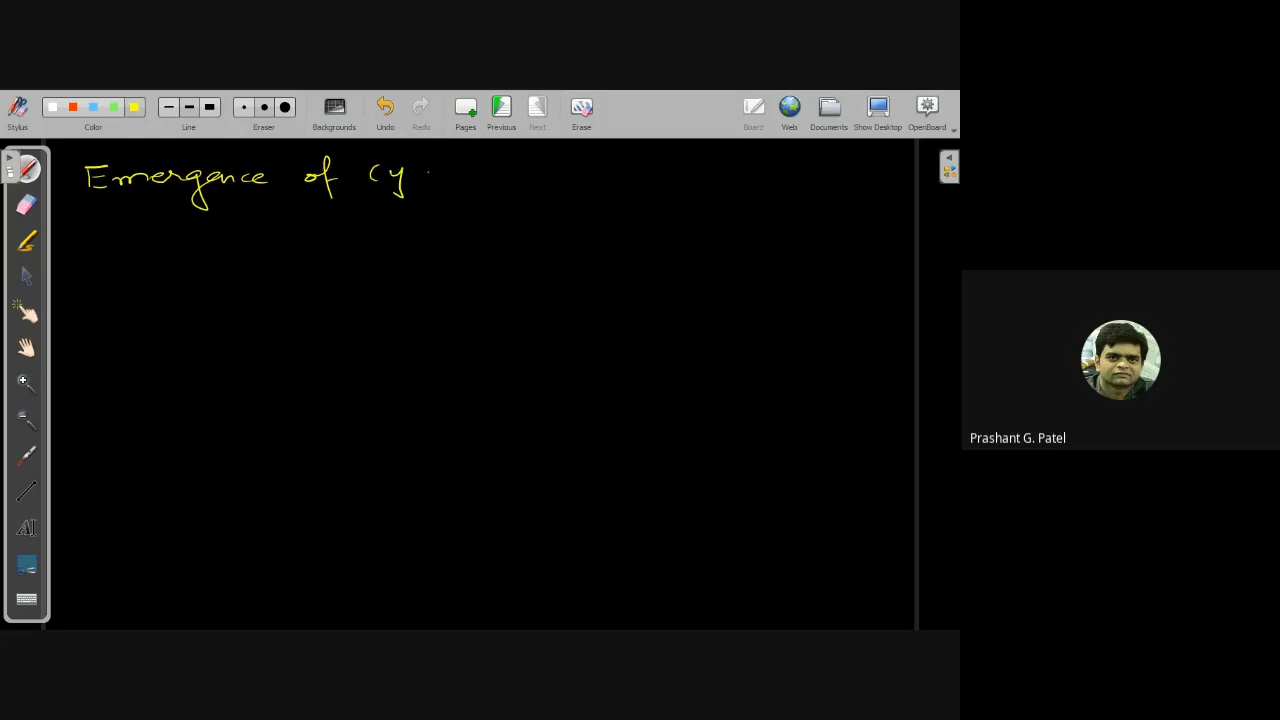 Stylus
Color
Line
Eraser
Backgrounds
Undo
Redo
Pages
Previous
Next
Erase
Board
Web
Documents
Show Desktop
OpenBoard
Emergence of Cy
Prashant G. Patel